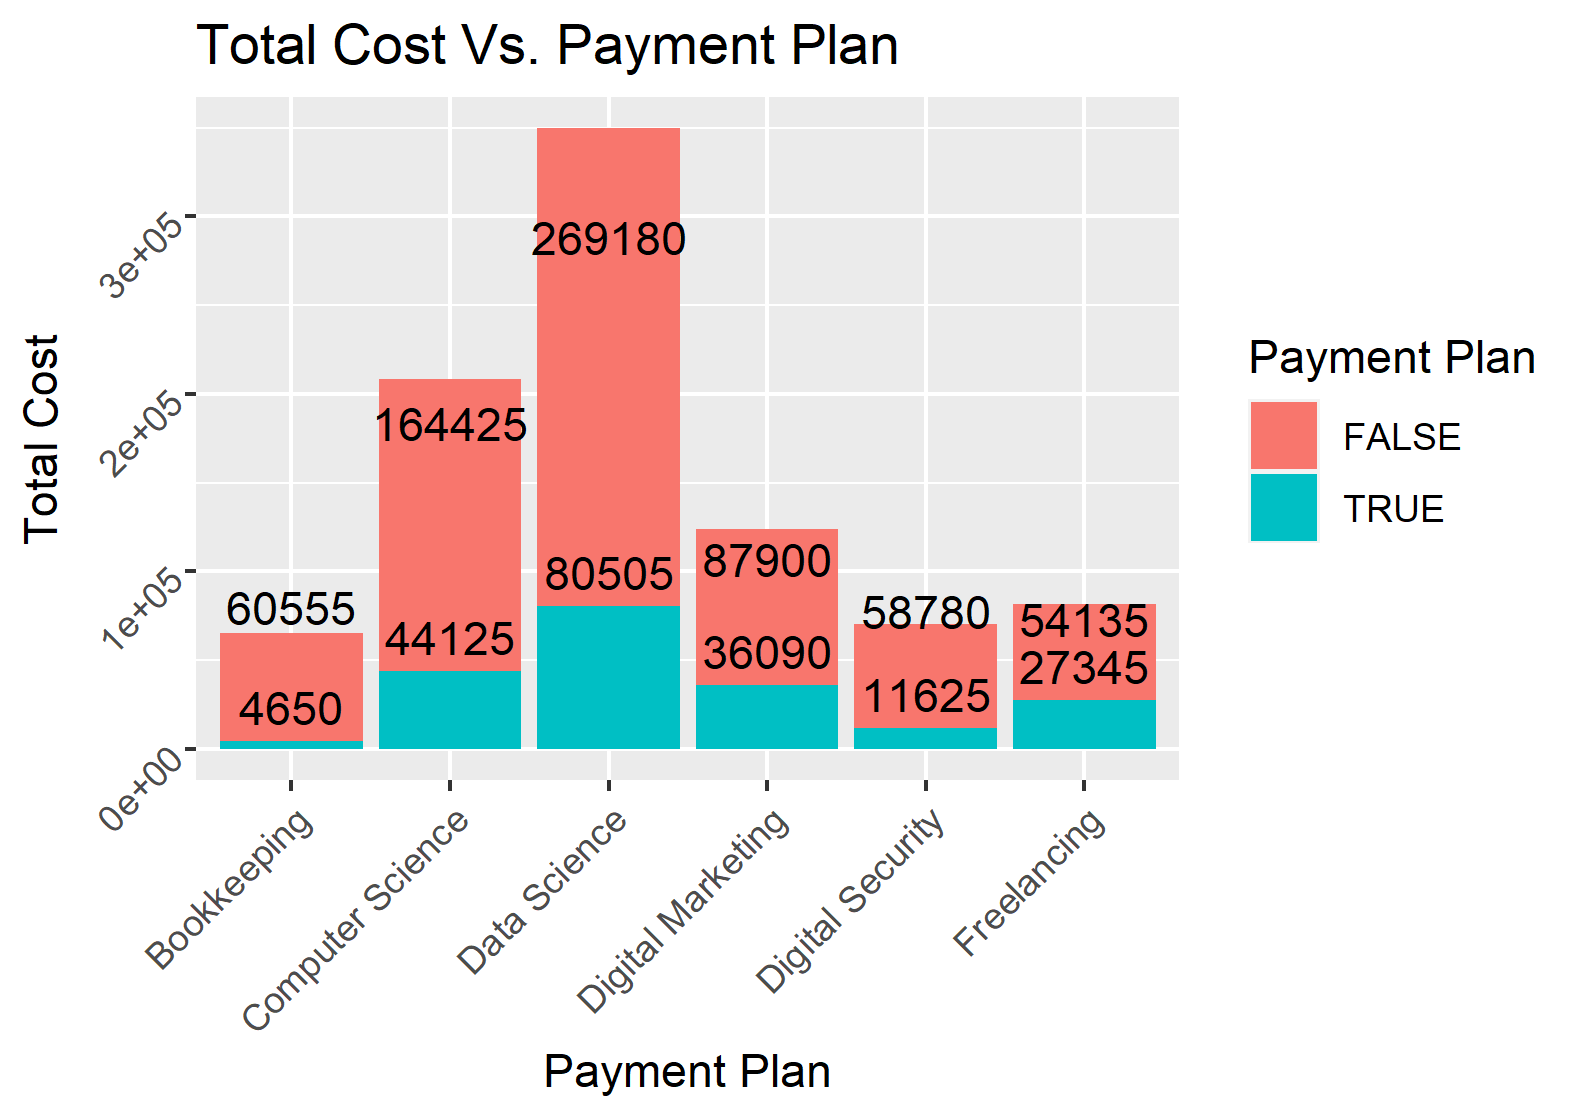 Total Cost Vs. Payment Plan
Total Cost
3e+05
2e+05
1e+05
0e+00
269180
164425
80505
87900
60555
44125
36090
58780
54135
4650
11625
27345
Bookkeeping
Computer Science
Data Science
Digital Marketing
Digital Security
Freelancing
Payment Plan
Payment Plan
FALSE
TRUE